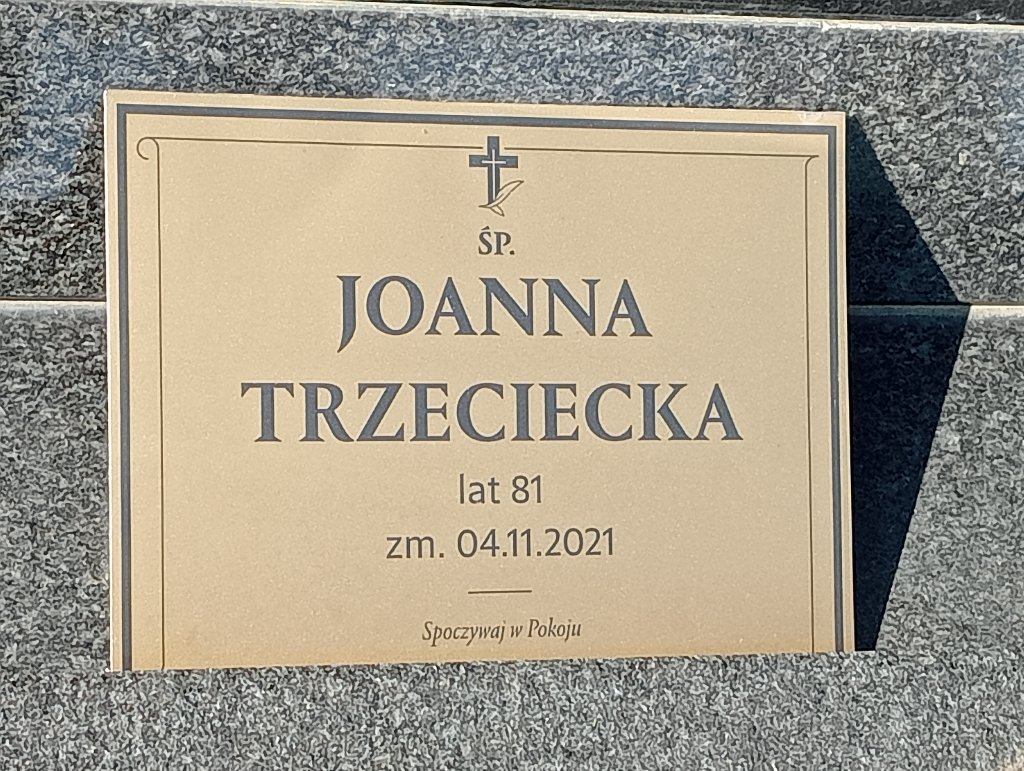 ŚP.
JOANNA
TRZECIECKA
lat 81
zm. 04.11.2021
Spoczywaj w Pokoju